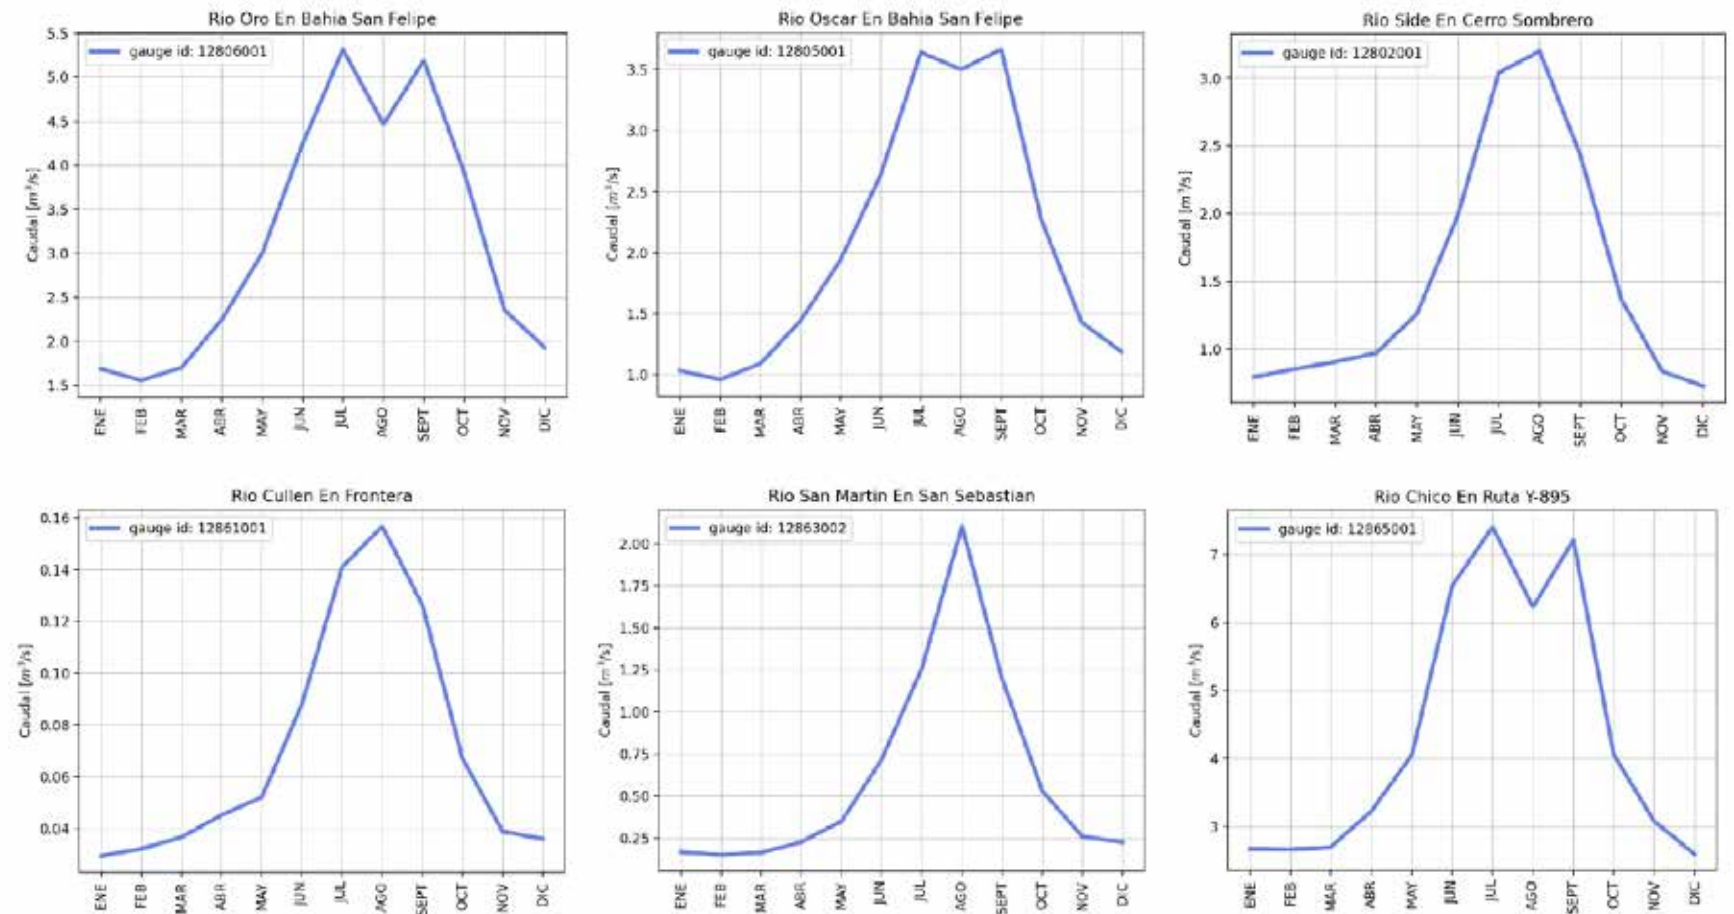 Rio Oro En Bahia San Felipe
gauge id: 12806001
Caudal [m³/s]
5.5
5.0
4.5
4.0
3.5
3.0
2.5
2.0
1.5
ENE FEB MAR ABR MAY JUN JUL AGO SEPT OCT NOV DIC
Rio Oscar En Bahia San Felipe
gauge id: 12805001
Caudal [m³/s]
3.5
3.0
2.5
2.0
1.5
1.0
ENE FEB MAR ABR MAY JUN JUL AGO SEPT OCT NOV DIC
Rio Side En Cerro Sombrero
gauge id: 12802001
Caudal [m³/s]
3.0
2.5
2.0
1.5
1.0
ENE FEB MAR ABR MAY JUN JUL AGO SEPT OCT NOV DIC
Rio Cullen En Frontera
gauge id: 12861001
Caudal [m³/s]
0.16
0.14
0.12
0.10
0.08
0.06
0.04
ENE FEB MAR ABR MAY JUN JUL AGO SEPT OCT NOV DIC
Rio San Martin En San Sebastian
gauge id: 12863002
Caudal [m³/s]
2.00
1.75
1.50
1.25
1.00
0.75
0.50
0.25
ENE FEB MAR ABR MAY JUN JUL AGO SEPT OCT NOV DIC
Rio Chico En Ruta Y-895
gauge id: 12865001
Caudal [m³/s]
7
6
5
4
3
ENE FEB MAR ABR MAY JUN JUL AGO SEPT OCT NOV DIC